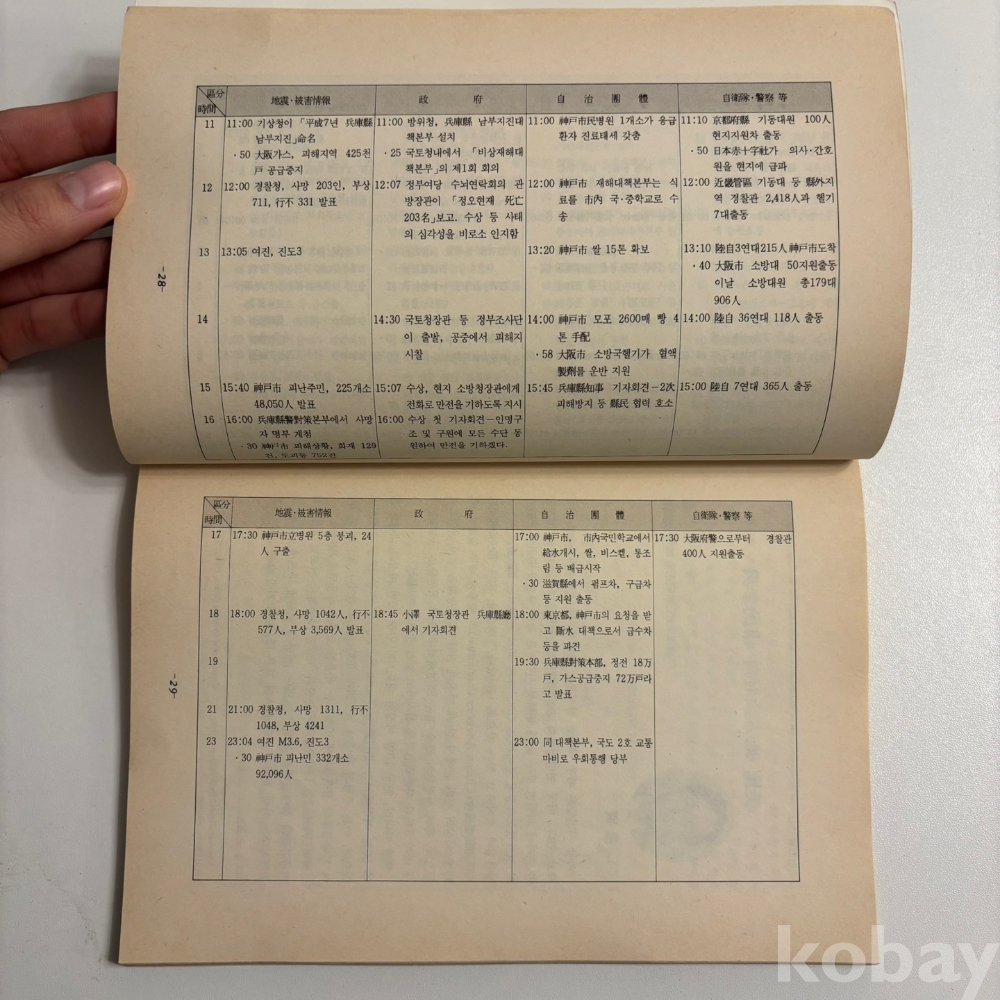 區分
時間
地震·被害情報
政 府
自 治 團 體
自衛隊·警察 等
11
11:00 기상청이 「平成7年 兵庫縣
남부지진」命名
·50 大阪가스, 피해지역 425천
戶 공급중지
11:00 방위청, 兵庫縣 남부지진대
책본부 설치
·25 국토청내에서 「비상재해대
책본부」의 제1회 회의
11:00 神戶市民병원 1개소가 응급
환자 진료태세 갖춤
11:10 京都府縣 기동대원 100人
현지지원차 출동
·50 日本赤十字社가 의사·간호
원을 현지에 급파
12
12:00 경찰청, 사망 203인, 부상
711, 行不 331 발표
12:07 정부여당 수뇌연락회의 관
방장관이 「정오현재 死亡
203名」보고. 수상 등 사태
의 심각성을 비로소 인지함
12:00 神戶市 재해대책본부는 식
료를 市內 국·중학교로 수
송
12:00 近畿管區 기동대 등 縣外지
역 경찰관 2,418人과 헬기
7대출동
13
13:05 여진, 진도3
13:20 神戶市 쌀 15톤 확보
13:10 陸自3연대215人 神戶市도착
·40 大阪市 소방대 50지원출동
이날 소방대원 총179대
906人
14
14:30 국토청장관 등 정부조사단
이 출발, 공중에서 피해지
시찰
14:00 神戶市 모포 2600매 빵 4
톤 手配
·58 大阪市 소방국헬기가 혈액
製劑를 운반 지원
14:00 陸自 36연대 118人 출동
15
15:40 神戶市 피난주민, 225개소
48,050人 발표
15:07 수상, 현지 소방청장관에게
전화로 만전을 기하도록 지시
15:45 兵庫縣知事 기자회견-2次
피해방지 등 縣民 협력 호소
15:00 陸自 7연대 365人 출동
16
16:00 兵庫縣警對策본부에서 사망
자 명부 게첨
·30 神戶市 피해상황, 화재 129
건, 도괴등 752건
16:00 수상 첫 기자회견-인명구
조 및 구원에 모든 수단 동
원하여 만전을 기하겠다.
-28-
區分
時間
地震·被害情報
政 府
自 治 團 體
自衛隊·警察 等
17
17:30 神戶市立병원 5층 붕괴, 24
人 구출
17:00 神戶市, 市內국민학교에서
給水개시, 쌀, 비스켙, 통조
림 등 배급시작
·30 滋賀縣에서 펌프차, 구급차
등 지원 출동
17:30 大阪府警으로부터 경찰관
400人 지원출동
18
18:00 경찰청, 사망 1042人, 行不
577人, 부상 3,569人 발표
18:45 小澤 국토청장관 兵庫縣廳
에서 기자회견
18:00 東京都, 神戶市의 요청을 받
고 斷水 대책으로서 급수차
등을 파견
19
19:30 兵庫縣對策本部, 정전 18万
戶, 가스공급중지 72万戶라
고 발표
21
21:00 경찰청, 사망 1311, 行不
1048, 부상 4241
23
23:04 여진 M3.6, 진도3
·30 神戶市 피난민 332개소
92,096人
23:00 同 대책본부, 국도 2호 교통
마비로 우회통행 당부
-29-
kobay